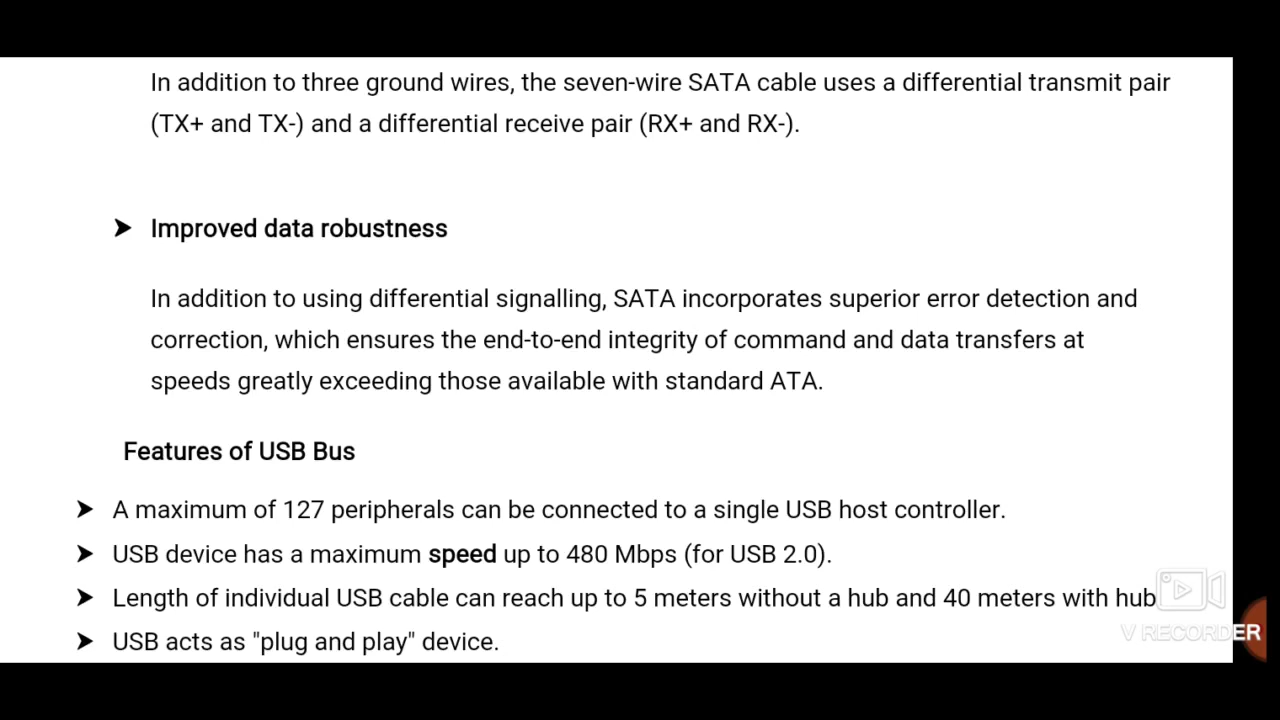 In addition to three ground wires, the seven-wire SATA cable uses a differential transmit pair
(TX+ and TX-) and a differential receive pair (RX+ and RX-).
➤ Improved data robustness
In addition to using differential signalling, SATA incorporates superior error detection and
correction, which ensures the end-to-end integrity of command and data transfers at
speeds greatly exceeding those available with standard ATA.
Features of USB Bus
➤ A maximum of 127 peripherals can be connected to a single USB host controller.
➤ USB device has a maximum speed up to 480 Mbps (for USB 2.0).
➤ Length of individual USB cable can reach up to 5 meters without a hub and 40 meters with hub
➤ USB acts as "plug and play" device.
V RECORDER